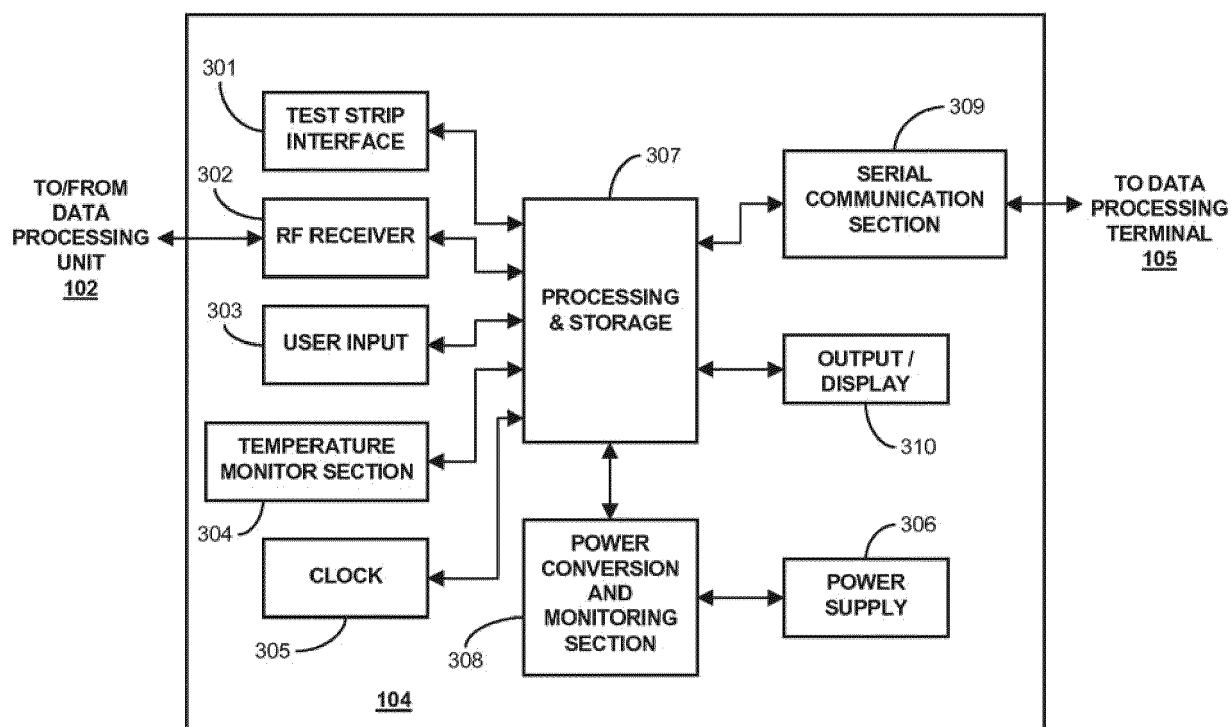 301
TEST STRIP
INTERFACE
302
TO/FROM
DATA
PROCESSING
UNIT
102
RF RECEIVER
303
USER INPUT
TEMPERATURE
MONITOR SECTION
304
CLOCK
305
307
PROCESSING
& STORAGE
309
SERIAL
COMMUNICATION
SECTION
TO DATA
PROCESSING
TERMINAL
105
OUTPUT /
DISPLAY
310
POWER
CONVERSION
AND
MONITORING
SECTION
308
306
POWER
SUPPLY
104